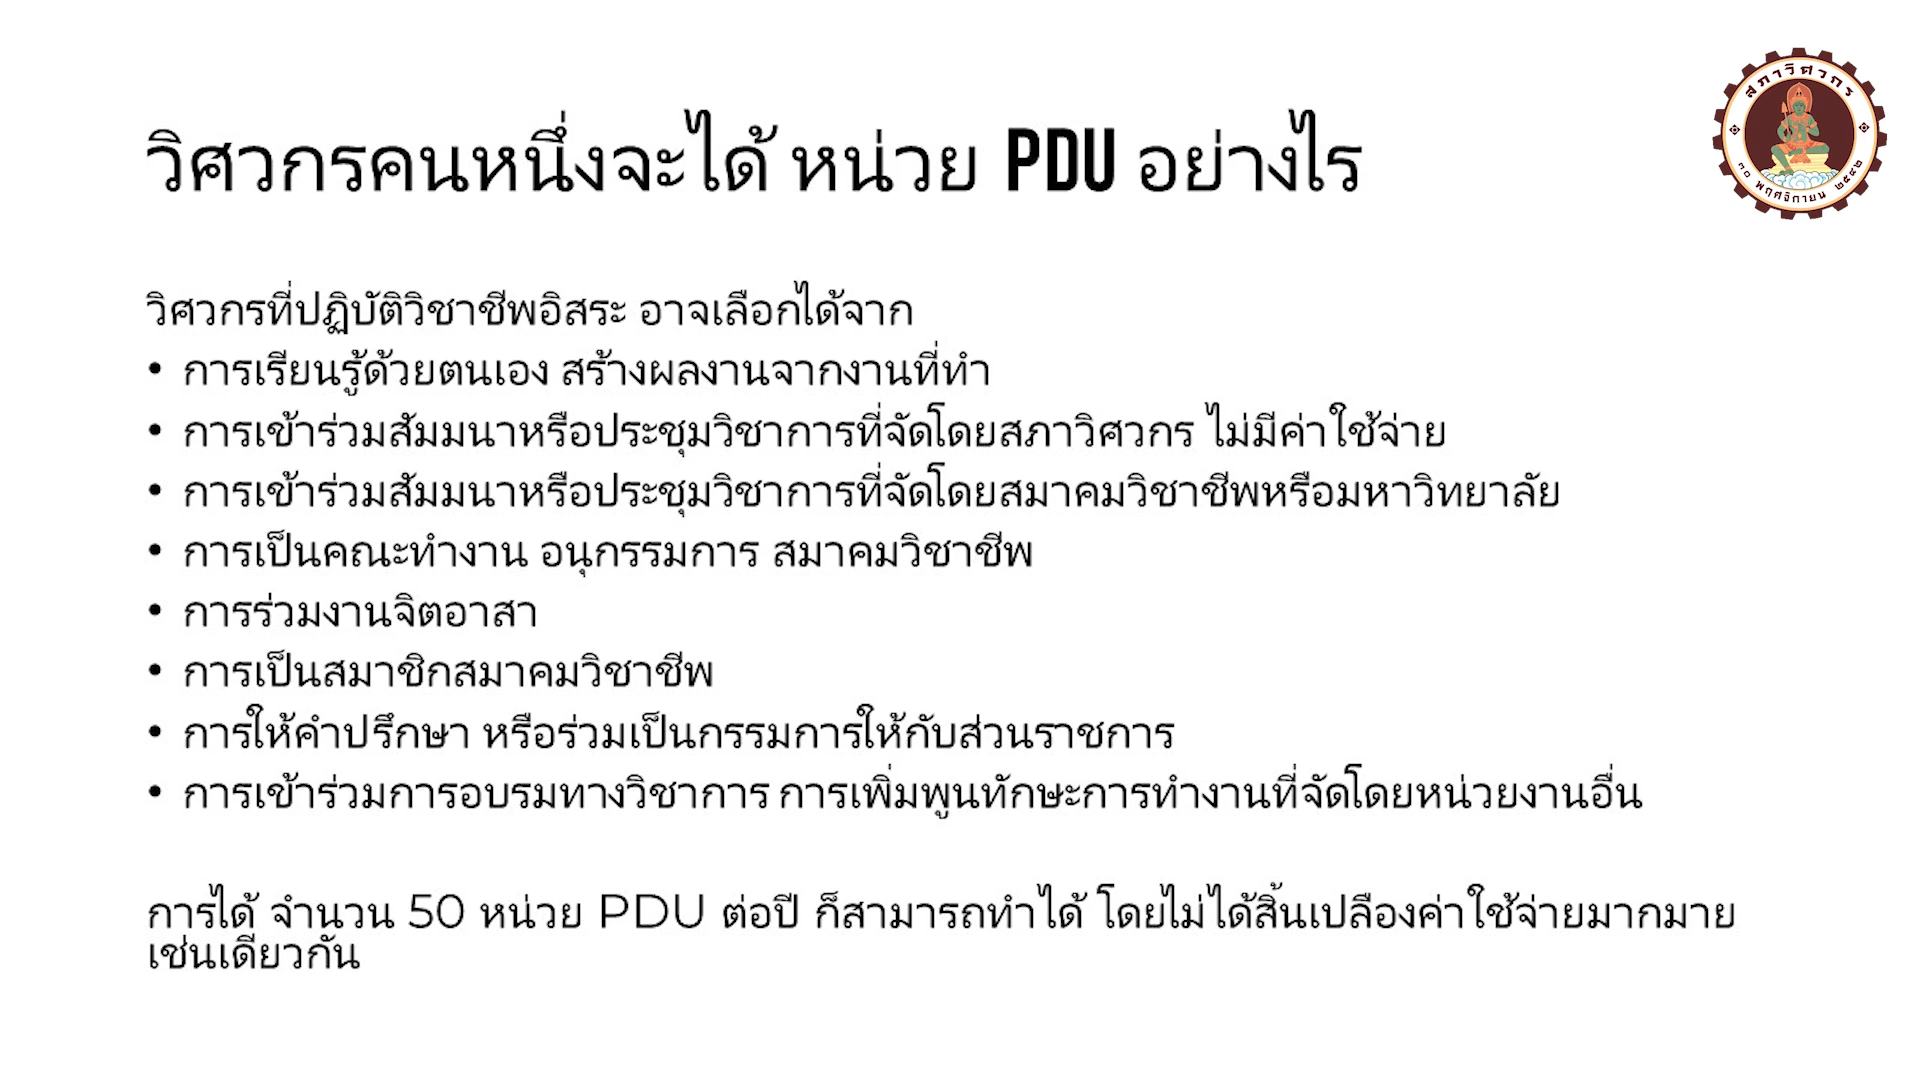 วิศวกรคนหนึ่งจะได้ หน่วย PDU อย่างไร
สภาวิศวกร
๓๐ พฤศจิกายน ๒๕๔๒
วิศวกรที่ปฏิบัติวิชาชีพอิสระ อาจเลือกได้จาก
• การเรียนรู้ด้วยตนเอง สร้างผลงานจากงานที่ทำ
• การเข้าร่วมสัมมนาหรือประชุมวิชาการที่จัดโดยสภาวิศวกร ไม่มีค่าใช้จ่าย
• การเข้าร่วมสัมมนาหรือประชุมวิชาการที่จัดโดยสมาคมวิชาชีพหรือมหาวิทยาลัย
• การเป็นคณะทำงาน อนุกรรมการ สมาคมวิชาชีพ
• การร่วมงานจิตอาสา
• การเป็นสมาชิกสมาคมวิชาชีพ
• การให้คำปรึกษา หรือร่วมเป็นกรรมการให้กับส่วนราชการ
• การเข้าร่วมการอบรมทางวิชาการ การเพิ่มพูนทักษะการทำงานที่จัดโดยหน่วยงานอื่น
การได้ จำนวน 50 หน่วย PDU ต่อปี ก็สามารถทำได้ โดยไม่ได้สิ้นเปลืองค่าใช้จ่ายมากมาย
เช่นเดียวกัน